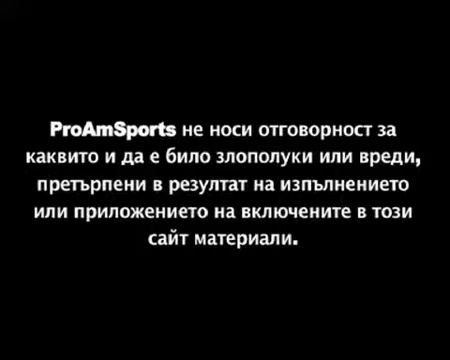 ProAmSports не носи отговорност за
каквито и да е било злополуки или вреди,
претърпени в резултат на изпълнението
или приложението на включените в този
сайт материали.